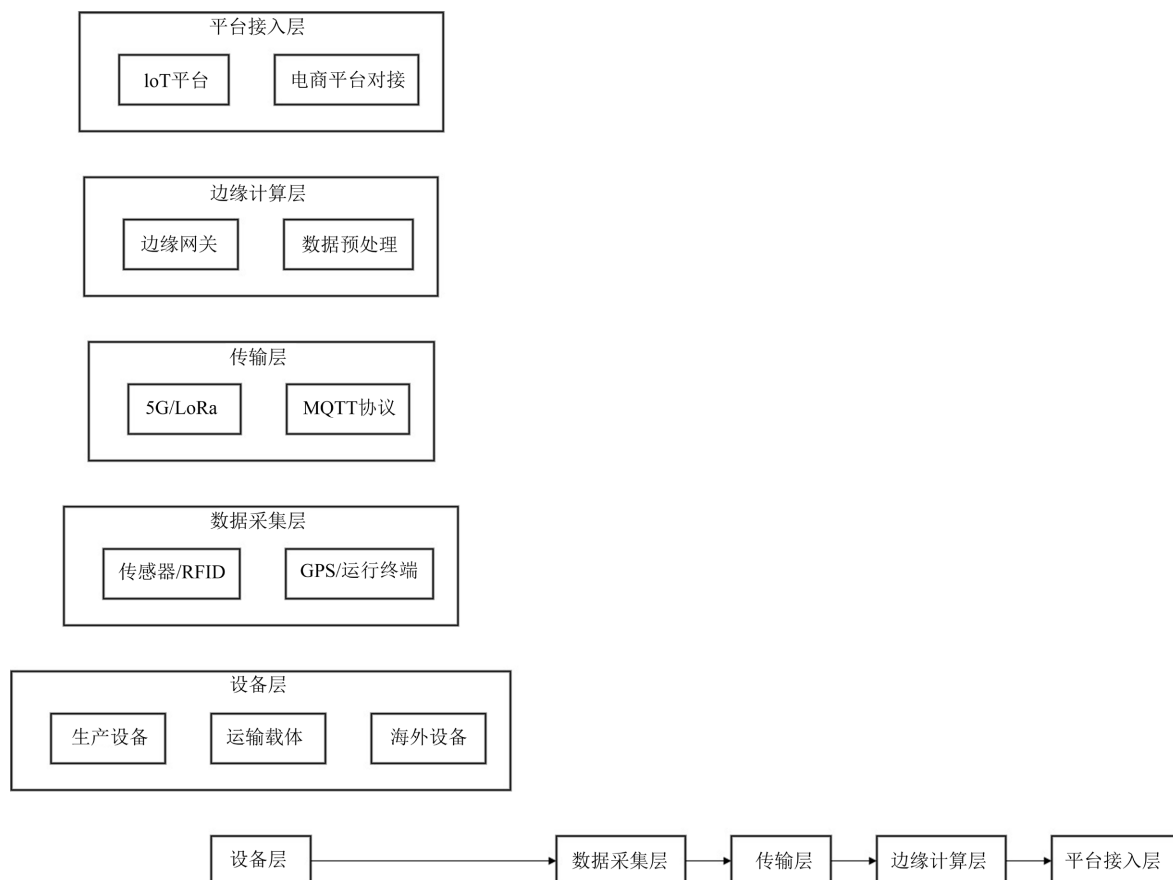 平台接入层
IoT平台 电商平台对接
边缘计算层
边缘网关 数据预处理
传输层
5G/LoRa MQTT协议
数据采集层
传感器/RFID GPS/运行终端
设备层
生产设备 运输载体 海外设备
设备层 数据采集层 传输层 边缘计算层 平台接入层